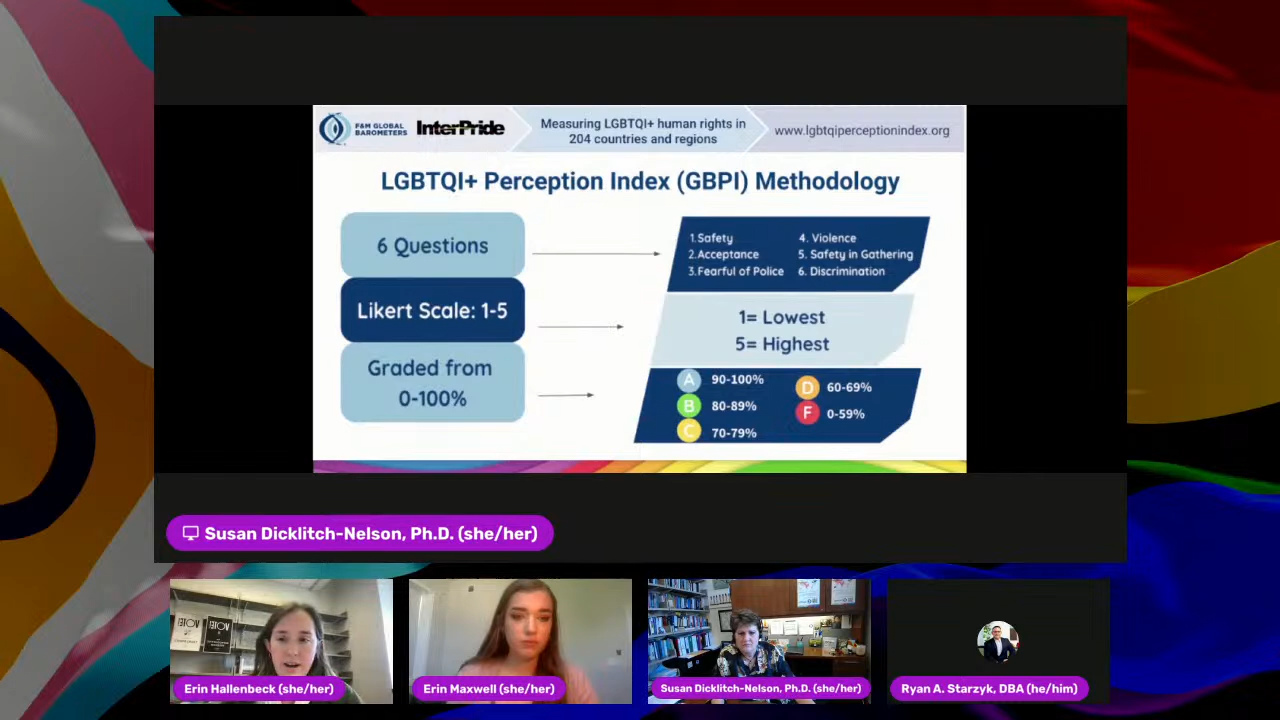 F&M GLOBAL
BAROMETERS
InterPride
Measuring LGBTQI+ human rights in
204 countries and regions
www.lgbtqiperceptionindex.org
LGBTQI+ Perception Index (GBPI) Methodology
6 Questions
1.Safety
2.Acceptance
3.Fearful of Police
4. Violence
5. Safety in Gathering
6. Discrimination
Likert Scale: 1-5
1= Lowest
5= Highest
Graded from
0-100%
A 90-100%
B 80-89%
C 70-79%
D 60-69%
F 0-59%
Susan Dicklitch-Nelson, Ph.D. (she/her)
Erin Hallenbeck (she/her)
Erin Maxwell (she/her)
Susan Dicklitch-Nelson, Ph.D. (she/her)
Ryan A. Starzyk, DBA (he/him)